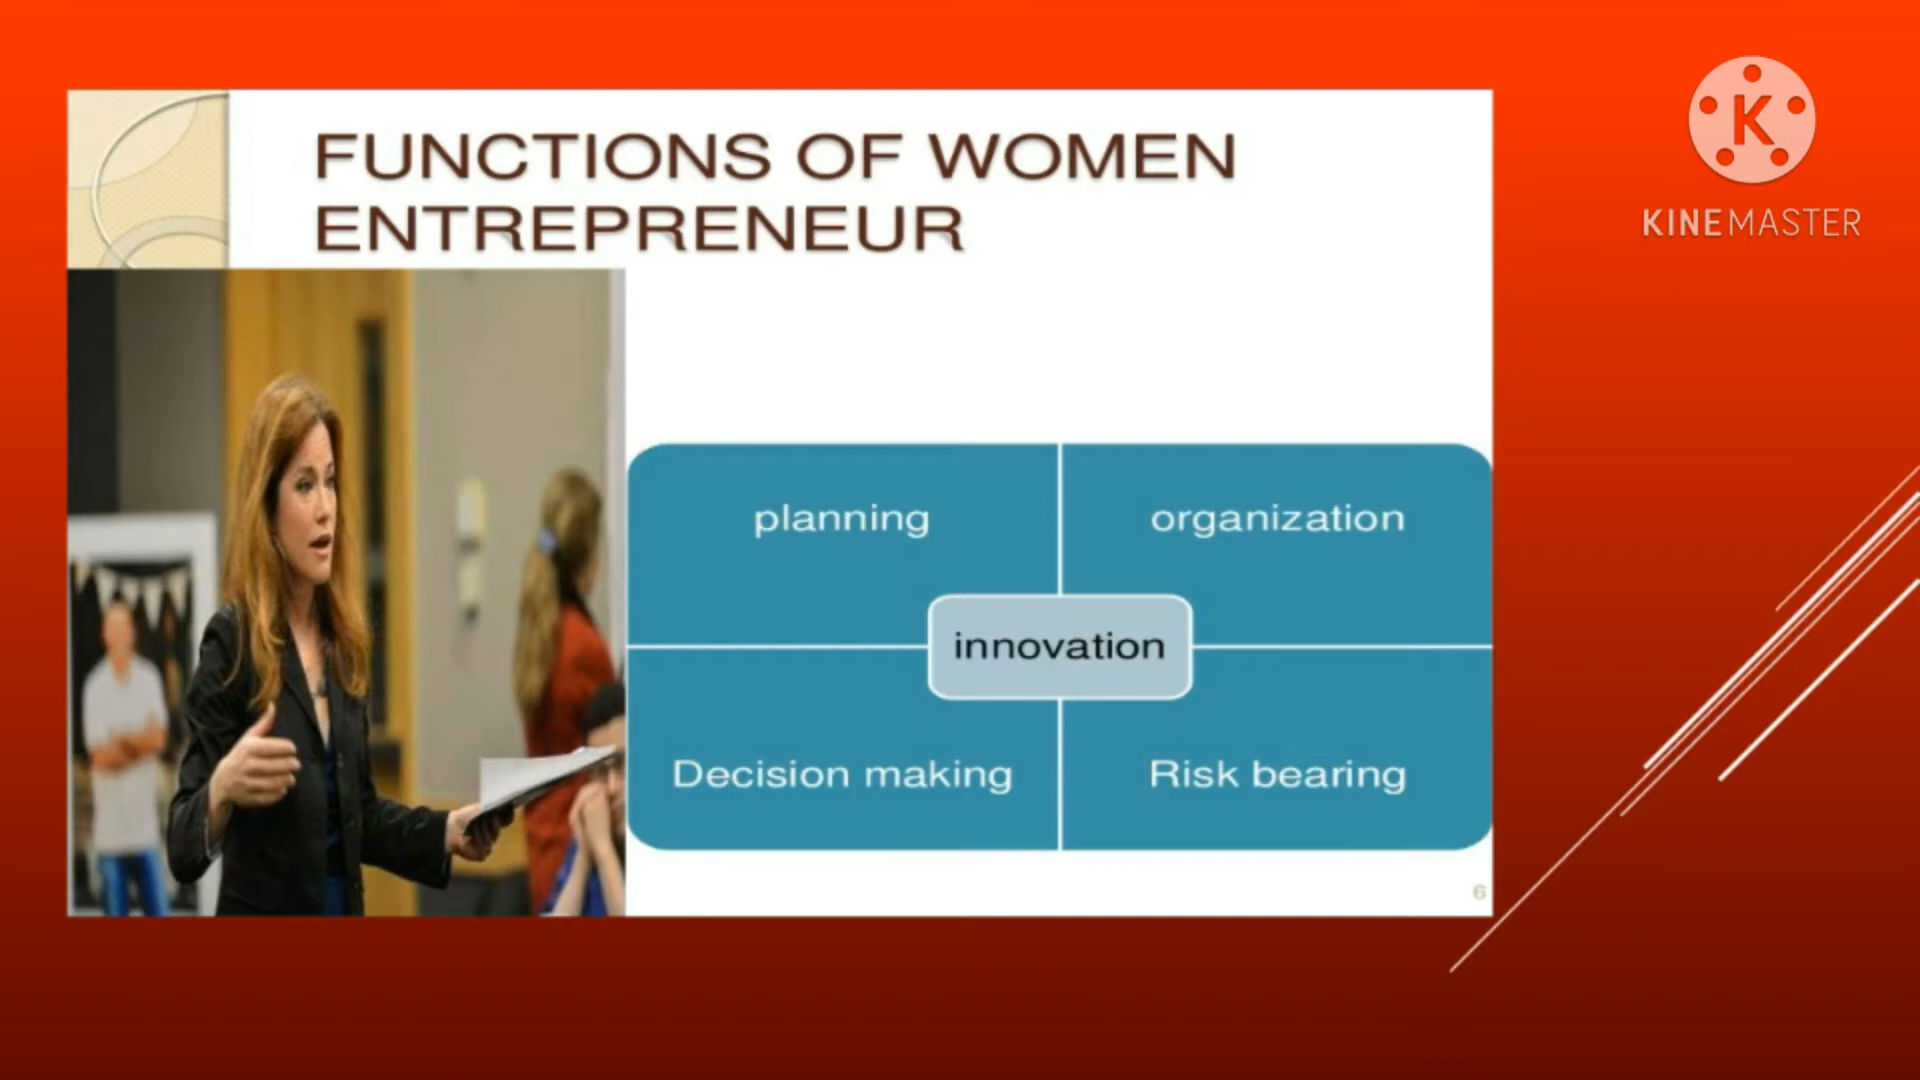 FUNCTIONS OF WOMEN
ENTREPRENEUR
K
KINEMASTER
planning
organization
innovation
Decision making
Risk bearing
6